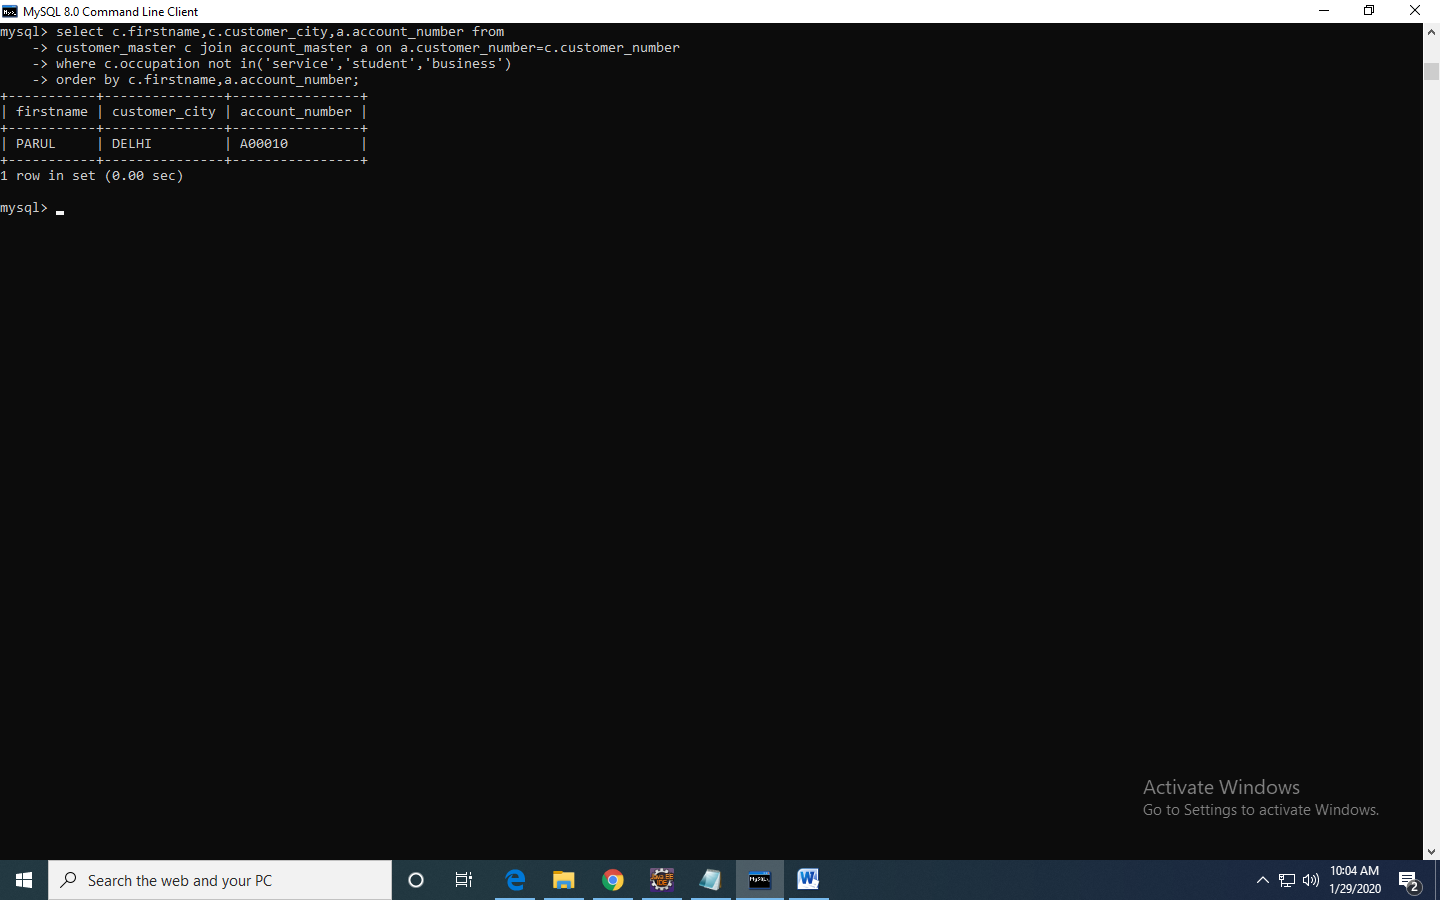 MySQL 8.0 Command Line Client
mysql> select c.firstname,c.customer_city,a.account_number from
    -> customer_master c join account_master a on a.customer_number=c.customer_number
    -> where c.occupation not in('service','student','business')
    -> order by c.firstname,a.account_number;
+-----------+---------------+----------------+
| firstname | customer_city | account_number |
+-----------+---------------+----------------+
| PARUL     | DELHI         | A00010         |
+-----------+---------------+----------------+
1 row in set (0.00 sec)
mysql>
Activate Windows
Go to Settings to activate Windows.
Search the web and your PC
10:04 AM
1/29/2020
2